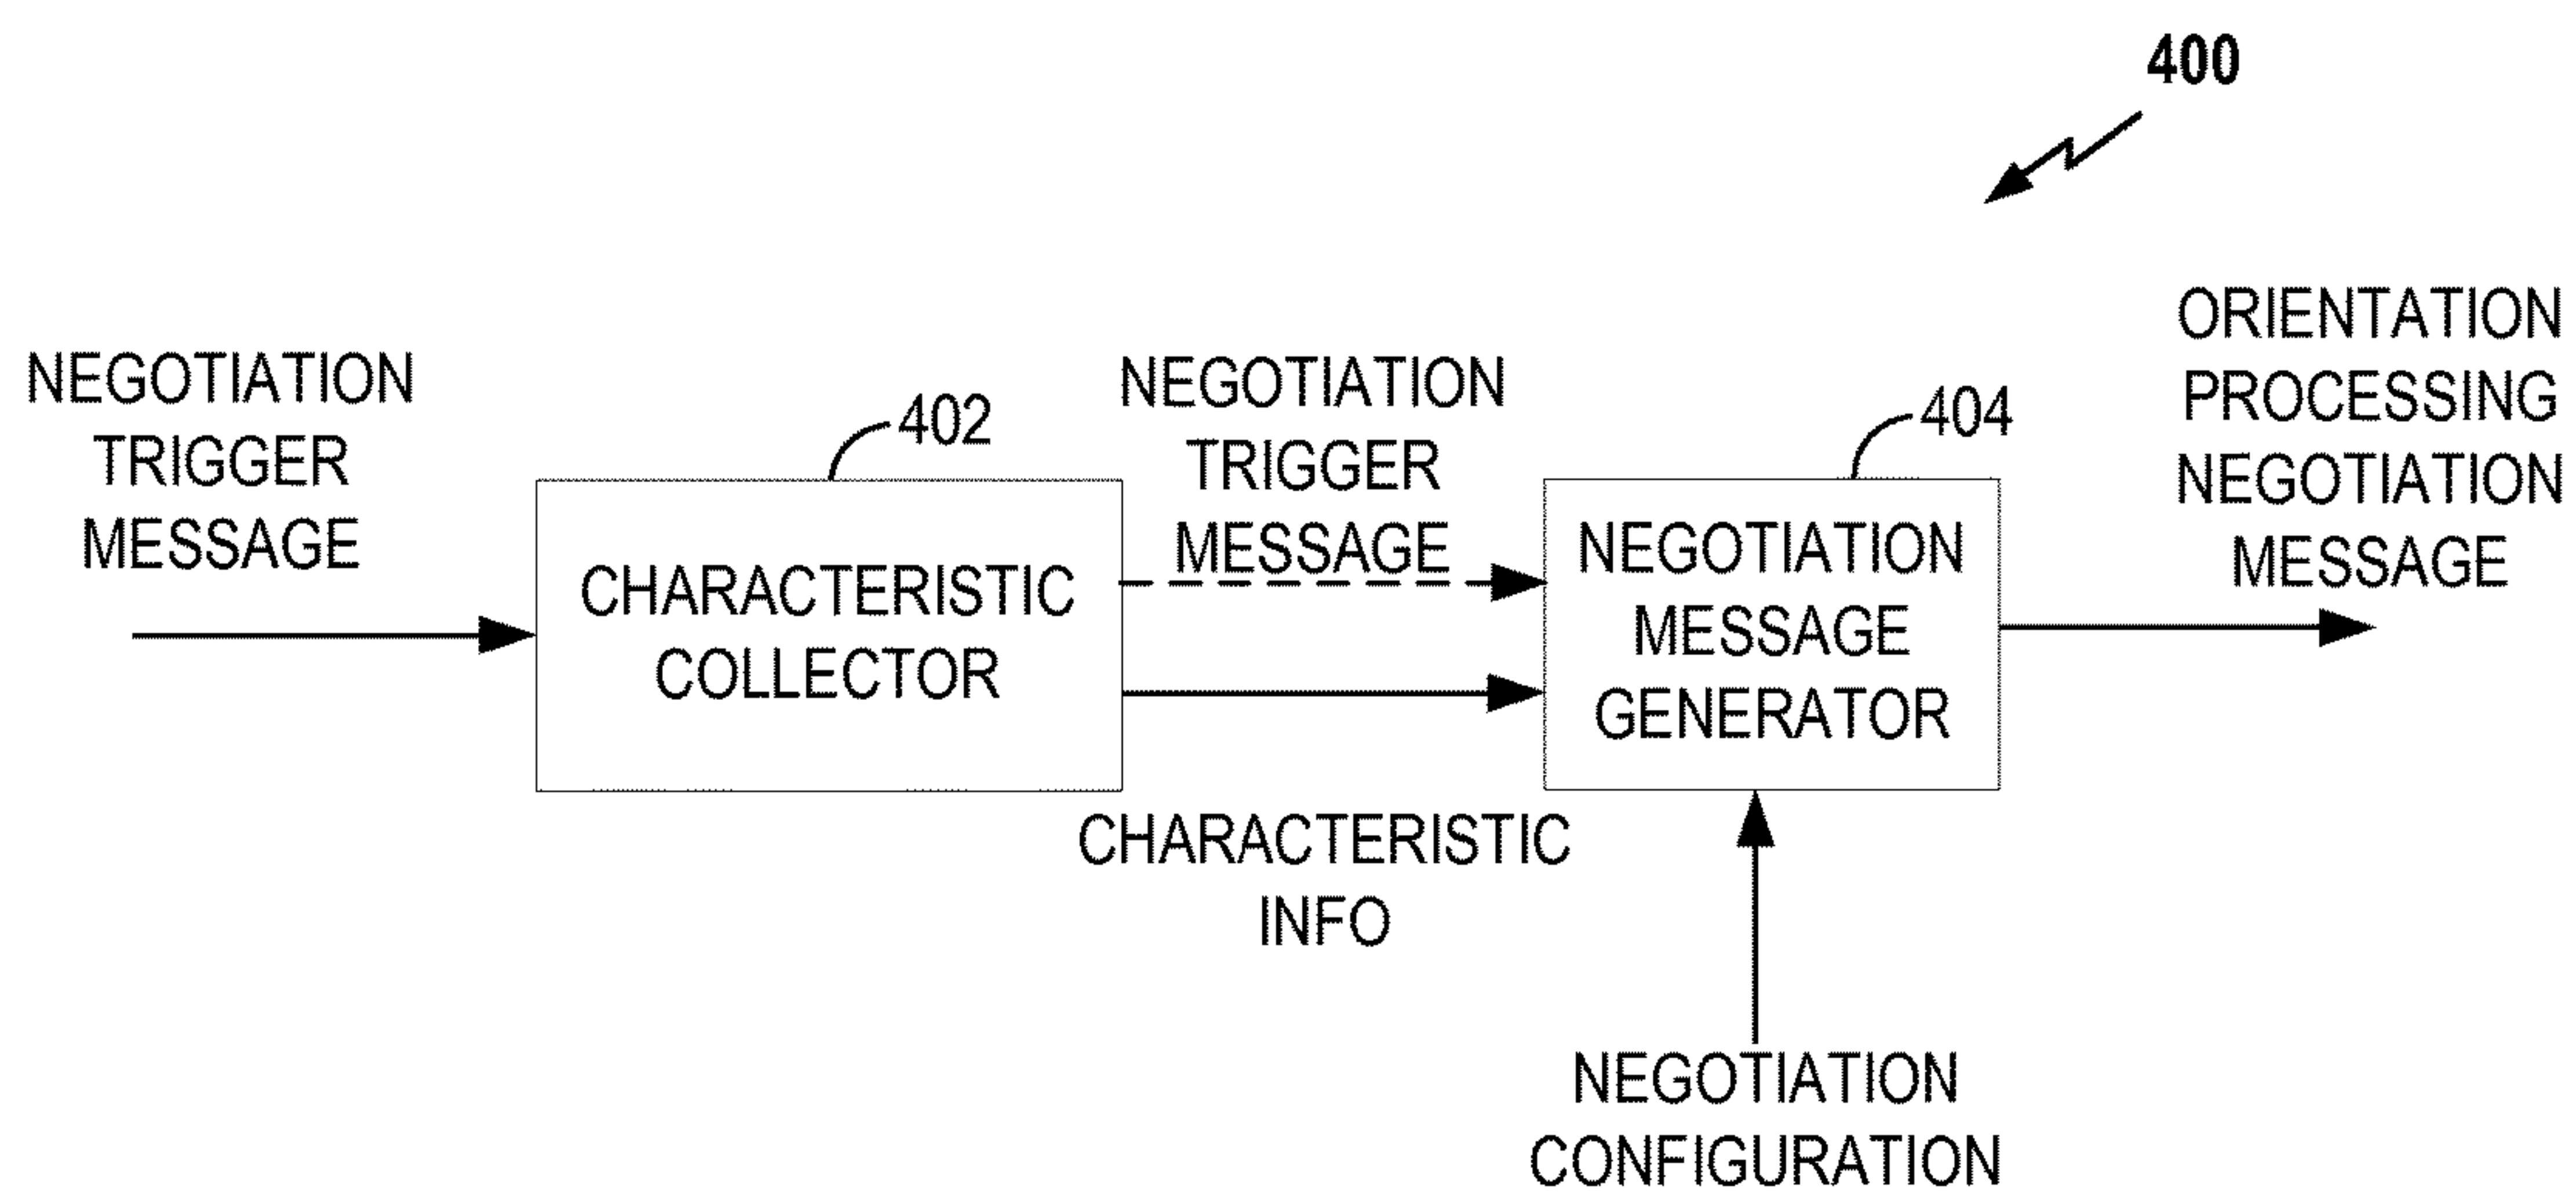 400
NEGOTIATION
TRIGGER
MESSAGE
402
CHARACTERISTIC
COLLECTOR
NEGOTIATION
TRIGGER
MESSAGE
CHARACTERISTIC
INFO
404
NEGOTIATION
MESSAGE
GENERATOR
NEGOTIATION
CONFIGURATION
ORIENTATION
PROCESSING
NEGOTIATION
MESSAGE